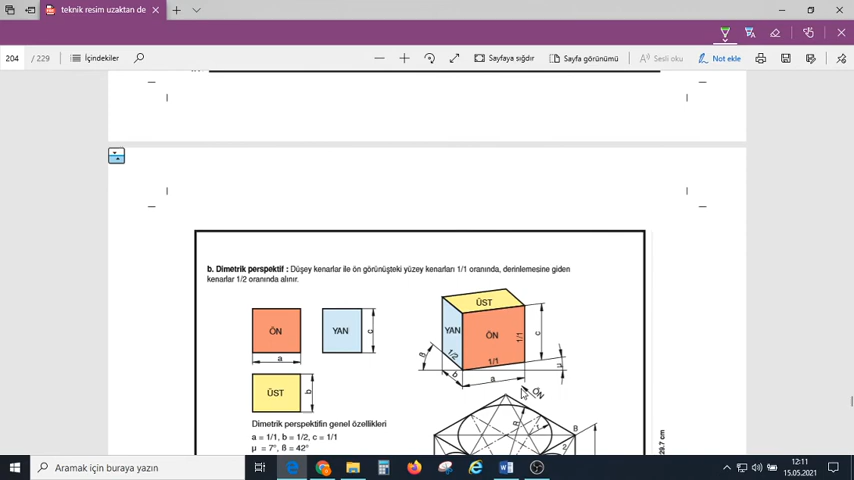 teknik resim uzaktan de
204 / 229
İçindekiler
Sayfaya sığdır
Sayfa görünümü
Sesli oku
Not ekle
b. Dimetrik perspektif : Düşey kenarlar ile ön görünüşteki yüzey kenarları 1/1 oranında, derinlemesine giden
kenarlar 1/2 oranında alınır.
ÖN
YAN
c
a
ÜST
b
ÜST
YAN
ÖN
1/1
c
1/2
1/1
β
µ
b
a
ÖN
Dimetrik perspektifin genel özellikleri
a = 1/1, b = 1/2, c = 1/1
µ = 7°, β = 42°
R
1
B
2
29.7 cm
Aramak için buraya yazın
12:11
15.05.2021